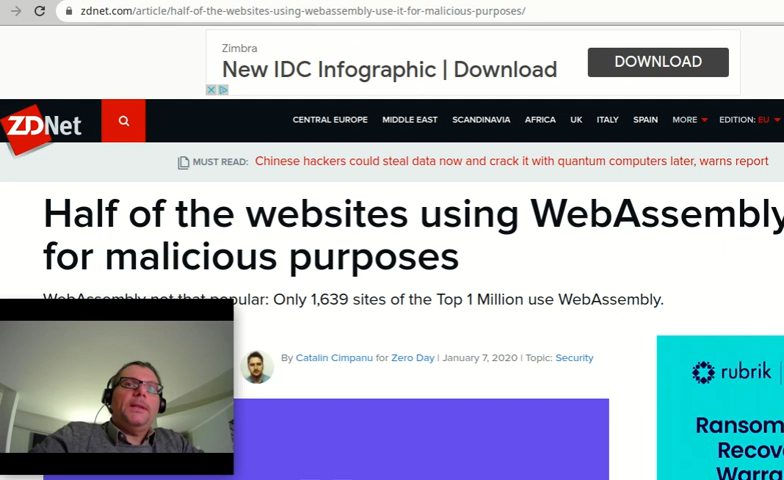 zdnet.com/article/half-of-the-websites-using-webassembly-use-it-for-malicious-purposes/
Zimbra
New IDC Infographic | Download
DOWNLOAD
ZDNet
CENTRAL EUROPE MIDDLE EAST SCANDINAVIA AFRICA UK ITALY SPAIN MORE EDITION: EU
MUST READ: Chinese hackers could steal data now and crack it with quantum computers later, warns report
Half of the websites using WebAssembly
for malicious purposes
WebAssembly not that popular: Only 1,639 sites of the Top 1 Million use WebAssembly.
By Catalin Cimpanu for Zero Day | January 7, 2020 | Topic: Security
rubrik
Ransom
Recov
Warra